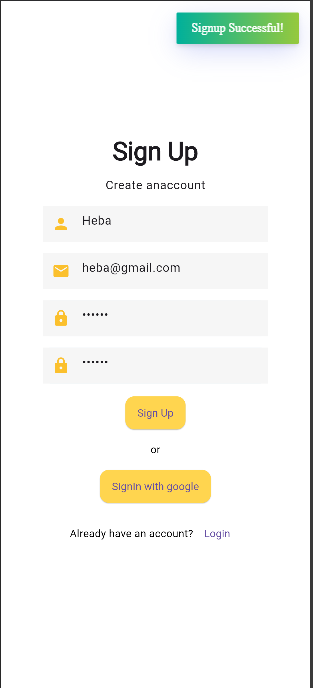 Signup Successful!
Sign Up
Create anaccount
Heba
heba@gmail.com
••••••
••••••
Sign Up
or
Signin with google
Already have an account? Login